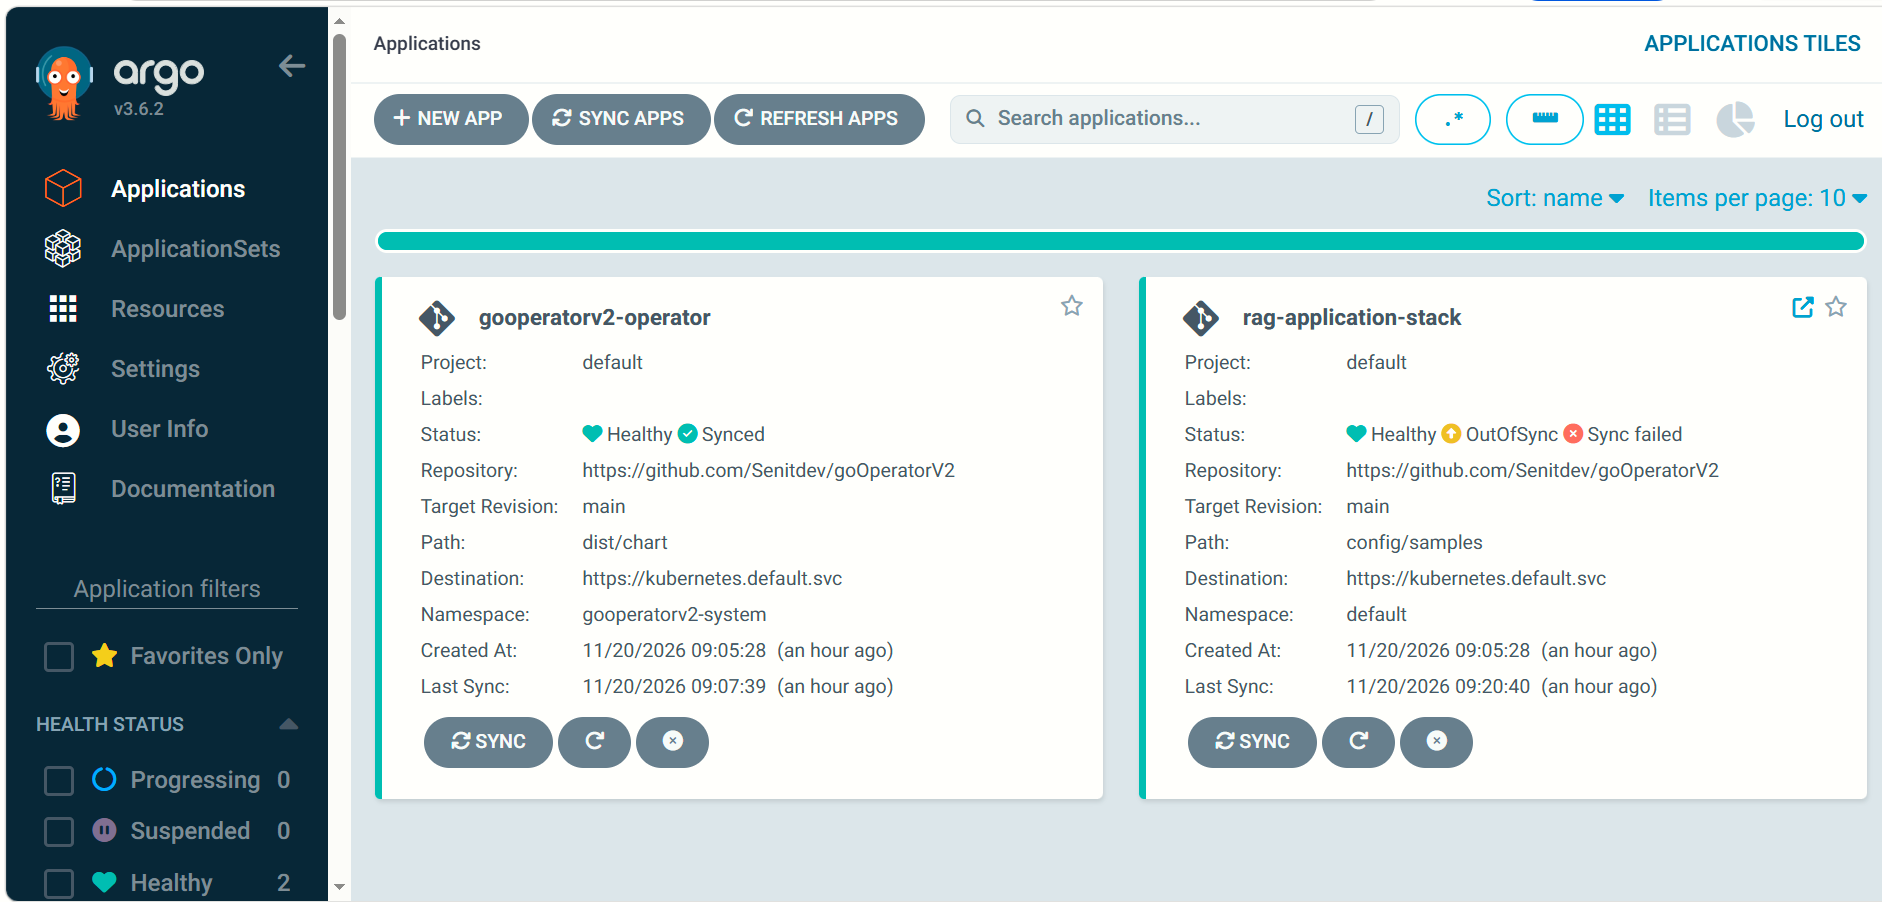 argo
v3.6.2
Applications
ApplicationSets
Resources
Settings
User Info
Documentation
Application filters
Favorites Only
HEALTH STATUS
Progressing 0
Suspended 0
Healthy 2
Applications
APPLICATIONS TILES
+ NEW APP
SYNC APPS
REFRESH APPS
Search applications...
/
.*
Log out
Sort: name
Items per page: 10
gooperatorv2-operator
Project: default
Labels:
Status: Healthy Synced
Repository: https://github.com/Senitdev/goOperatorV2
Target Revision: main
Path: dist/chart
Destination: https://kubernetes.default.svc
Namespace: gooperatorv2-system
Created At: 11/20/2026 09:05:28 (an hour ago)
Last Sync: 11/20/2026 09:07:39 (an hour ago)
SYNC
rag-application-stack
Project: default
Labels:
Status: Healthy OutOfSync Sync failed
Repository: https://github.com/Senitdev/goOperatorV2
Target Revision: main
Path: config/samples
Destination: https://kubernetes.default.svc
Namespace: default
Created At: 11/20/2026 09:05:28 (an hour ago)
Last Sync: 11/20/2026 09:20:40 (an hour ago)
SYNC